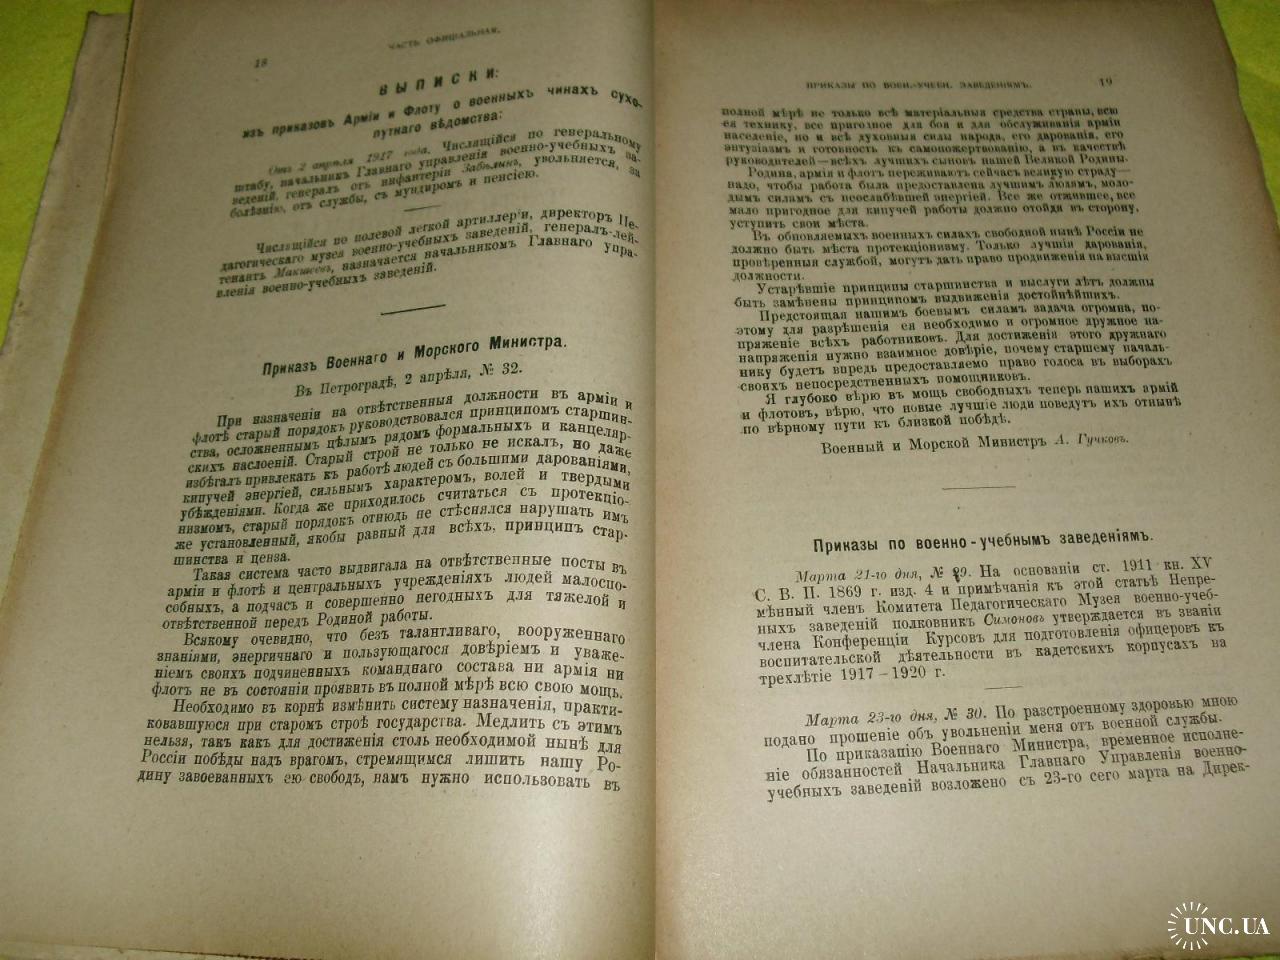 18
ЧАСТЬ ОФИЦІАЛЬНАЯ.
ВЫПИСКИ:
изъ приказовъ Арміи и Флоту о военныхъ чинахъ сухо-
путнаго вѣдомства:
Отъ 2 апрѣля 1917 года. Числящійся по генеральному
штабу, начальникъ Главнаго управленія военно-учебныхъ за-
веденій, генералъ отъ инфантеріи Забѣлинъ, увольняется, за
болѣзнію, отъ службы, съ мундиромъ и пенсіею.
Числящійся по полевой легкой артиллеріи, директоръ Пе-
дагогическаго музея военно-учебныхъ заведеній, генералъ-лей-
тенантъ Макшеевъ, назначается начальникомъ Главнаго упра-
вленія военно-учебныхъ заведеній.
Приказъ Военнаго и Морского Министра.
Въ Петроградѣ, 2 апрѣля, № 32.
При назначеніи на отвѣтственныя должности въ арміи и
флотѣ старый порядокъ руководствовался принципомъ старшин-
ства, осложненнымъ цѣлымъ рядомъ формальныхъ и канцеляр-
скихъ наслоеній. Старый строй не только не искалъ, но даже
избѣгалъ привлекать къ работѣ людей съ большими дарованіями,
кипучей энергіей, сильнымъ характеромъ, волей и твердыми
убѣжденіями. Когда же приходилось считаться съ протекціо-
низмомъ, старый порядокъ отнюдь не стѣснялся нарушать имъ
же установленный, якобы равный для всѣхъ, принципъ стар-
шинства и ценза.
Такая система часто выдвигала на отвѣтственные посты въ
арміи и флотѣ и центральныхъ учрежденіяхъ людей малоспо-
собныхъ, а подчасъ и совершенно негодныхъ для тяжелой и
отвѣтственной передъ Родиной работы.
Всякому очевидно, что безъ талантливаго, вооруженнаго
знаніями, энергичнаго и пользующагося довѣріемъ и уваже-
ніемъ своихъ подчиненныхъ команднаго состава ни армія ни
флотъ не въ состояніи проявить въ полной мѣрѣ всю свою мощь.
Необходимо въ корнѣ измѣнить систему назначенія, практи-
ковавшуюся при старомъ строѣ государства. Медлить съ этимъ
нельзя, такъ какъ для достиженія столь необходимой нынѣ для
Россіи побѣды надъ врагомъ, стремящимся лишить нашу Ро-
дину завоеванныхъ ею свободъ, намъ нужно использовать въ
ПРИКАЗЫ ПО ВОЕН.-УЧЕБН. ЗАВЕДЕНІЯМЪ.
19
полной мѣрѣ не только всѣ матеріальныя средства страны, всю
ея технику, все пригодное для боя и для обслуживанія арміи
населеніе, но и всѣ духовныя силы народа, его дарованія, его
энтузіазмъ и готовность къ самопожертвованію, а въ качествѣ
руководителей—всѣхъ лучшихъ сыновъ нашей Великой Родины.
Родина, армія и флотъ переживаютъ сейчасъ великую страду—
надо, чтобы работа была предоставлена лучшимъ людямъ, моло-
дымъ силамъ съ неослабѣвшей энергіей. Все же отжившее, все
мало пригодное для кипучей работы должно отойди въ сторону,
уступить свои мѣста.
Въ обновляемыхъ военныхъ силахъ свободной нынѣ Россіи не
должно быть мѣста протекціонизму. Только лучшія дарованія,
провѣренныя службой, могутъ дать право продвиженія на высшія
должности.
Устарѣвшіе принципы старшинства и выслуги лѣтъ должны
быть замѣнены принципомъ выдвиженія достойнѣйшихъ.
Предстоящая нашимъ боевымъ силамъ задача огромна, по-
этому для разрѣшенія ея необходимо и огромное дружное на-
пряженіе всѣхъ работниковъ. Для достиженія этого дружнаго
напряженія нужно взаимное довѣріе, почему старшему началь-
нику будетъ впредь предоставляемо право голоса въ выборахъ
своихъ непосредственныхъ помощниковъ.
Я глубоко вѣрю въ мощь свободныхъ теперь нашихъ армій
и флотовъ, вѣрю, что новые лучшіе люди поведутъ ихъ отнынѣ
по вѣрному пути къ близкой побѣдѣ.
Военный и Морской Министръ А. Гучковъ.
Приказы по военно-учебнымъ заведеніямъ.
Марта 21-го дня, № 29. На основаніи ст. 1911 кн. XV
С. В. П. 1869 г. изд. 4 и примѣчанія къ этой статьѣ Непре-
мѣнный членъ Комитета Педагогическаго Музея военно-учеб-
ныхъ заведеній полковникъ Симоновъ утверждается въ званіи
члена Конференціи Курсовъ для подготовленія офицеровъ къ
воспитательской дѣятельности въ кадетскихъ корпусахъ на
трехлѣтіе 1917–1920 г.
Марта 23-го дня, № 30. По разстроенному здоровью мною
подано прошеніе объ увольненіи меня отъ военной службы.
По приказанію Военнаго Министра, временное исполне-
ніе обязанностей Начальника Главнаго Управленія военно-
учебныхъ заведеній возложено съ 23-го сего марта на Дирек-
UNC.UA